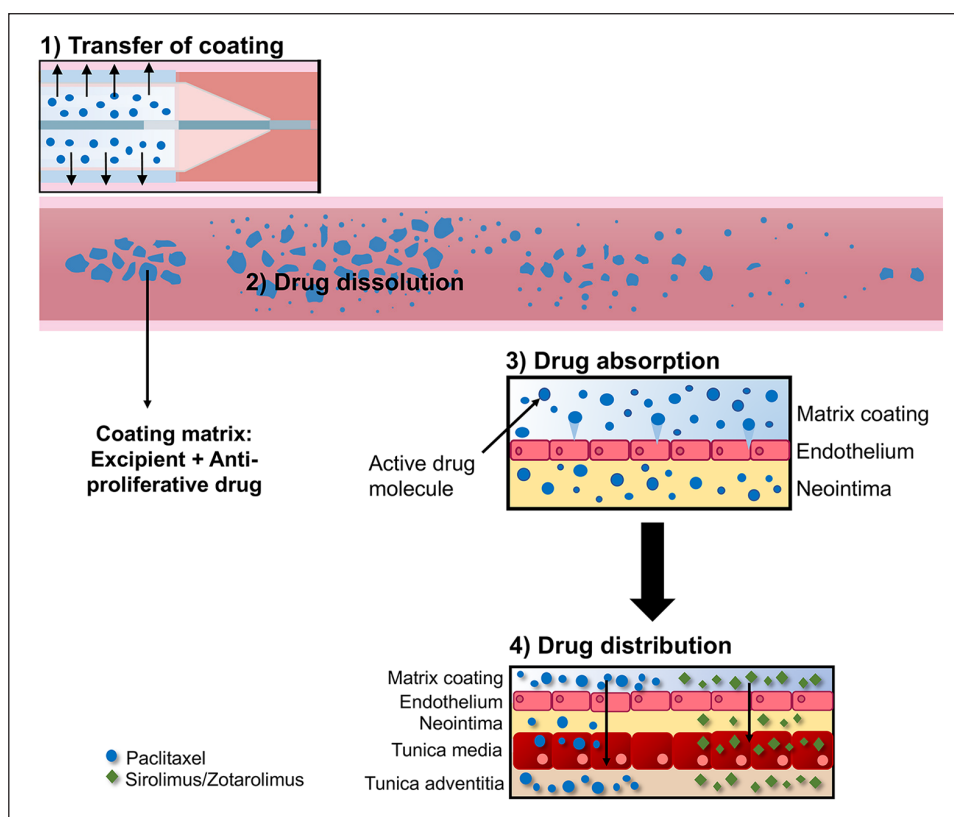 1) Transfer of coating
2) Drug dissolution
Coating matrix:
Excipient + Anti-
proliferative drug
3) Drug absorption
Active drug
molecule
Matrix coating
Endothelium
Neointima
4) Drug distribution
Matrix coating
Endothelium
Neointima
Tunica media
Tunica adventitia
Paclitaxel
Sirolimus/Zotarolimus